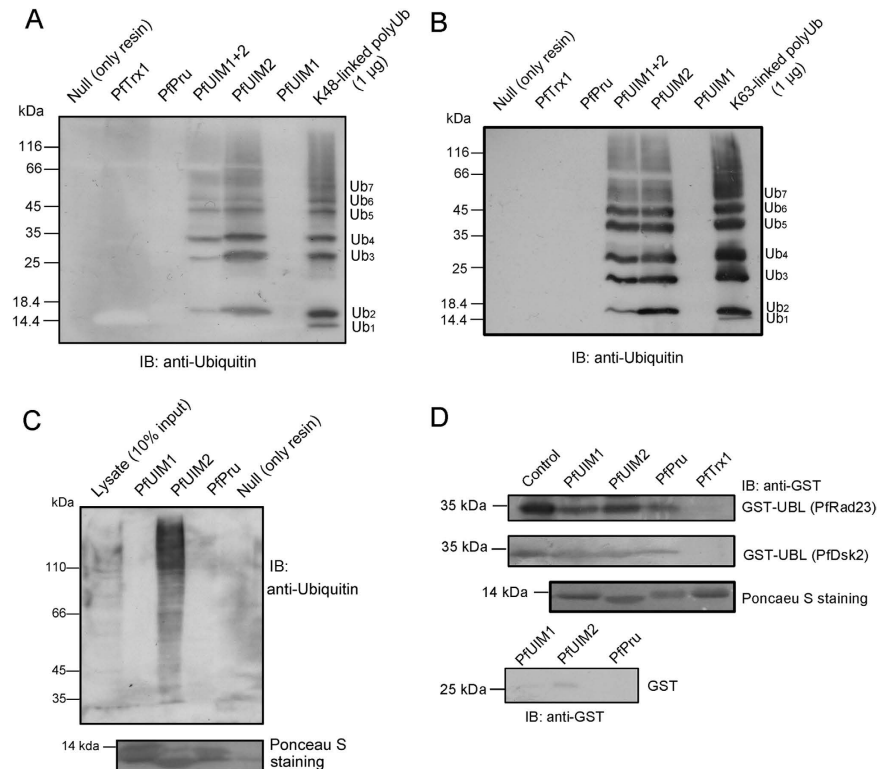 A
Null (only resin)
PfTrx1
PfPru
PfUIM1+2
PfUIM2
PfUIM1
K48-linked polyUb
(1 µg)
kDa
116
66
45
35
25
18.4
14.4
Ub7
Ub6
Ub5
Ub4
Ub3
Ub2
Ub1
IB: anti-Ubiquitin
B
Null (only resin)
PfTrx1
PfPru
PfUIM1+2
PfUIM2
PfUIM1
K63-linked polyUb
(1 µg)
kDa
116
66
45
35
25
18.4
14.4
Ub7
Ub6
Ub5
Ub4
Ub3
Ub2
Ub1
IB: anti-Ubiquitin
C
Lysate (10% input)
PfUIM1
PfUIM2
PfPru
Null (only resin)
kDa
110
66
45
35
IB:
anti-Ubiquitin
14 kda
Ponceau S
staining
D
Control
PfUIM1
PfUIM2
PfPru
PfTrx1
IB: anti-GST
35 kDa
GST-UBL (PfRad23)
35 kDa
GST-UBL (PfDsk2)
14 kDa
Poncaeu S staining
PfUIM1
PfUIM2
PfPru
25 kDa
GST
IB: anti-GST